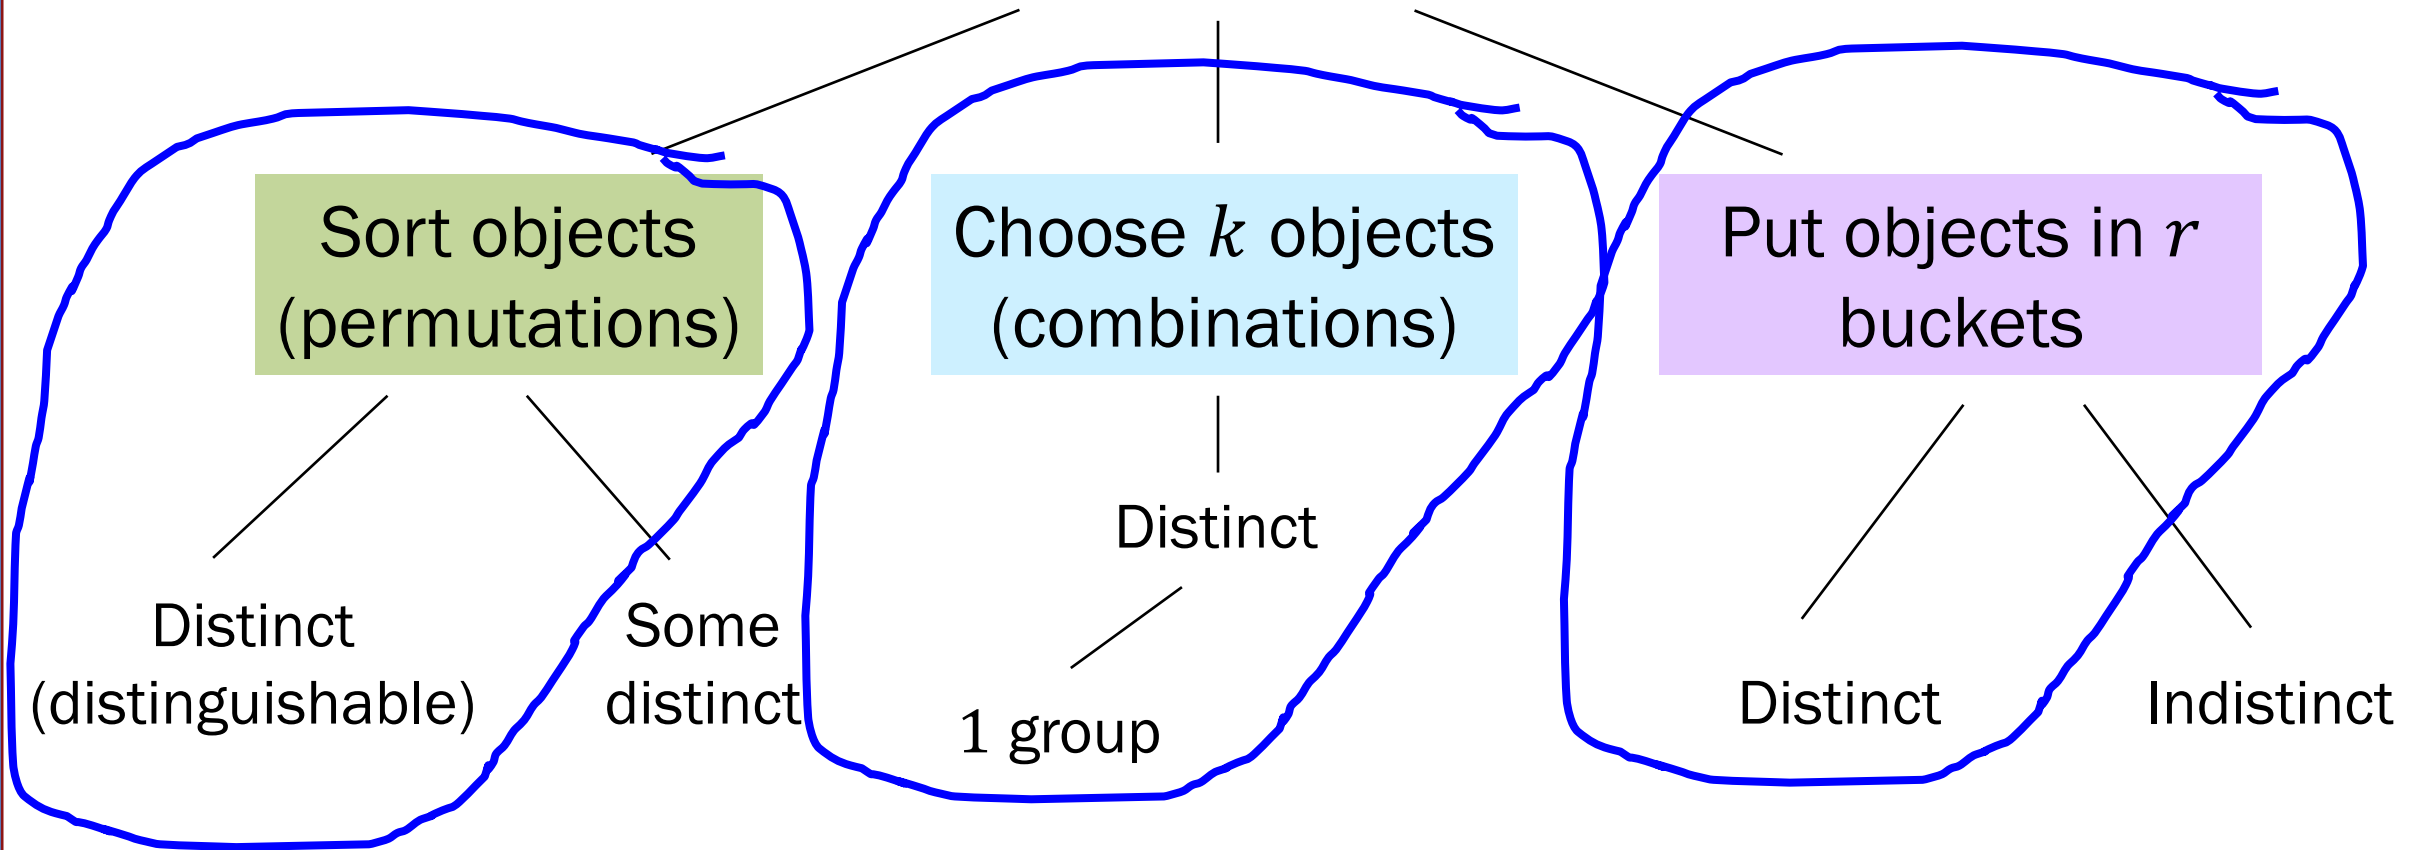 Sort objects
(permutations)
Choose k objects
(combinations)
Put objects in r
buckets
Distinct
Distinct
(distinguishable)
Some
distinct
1 group
Distinct
Indistinct